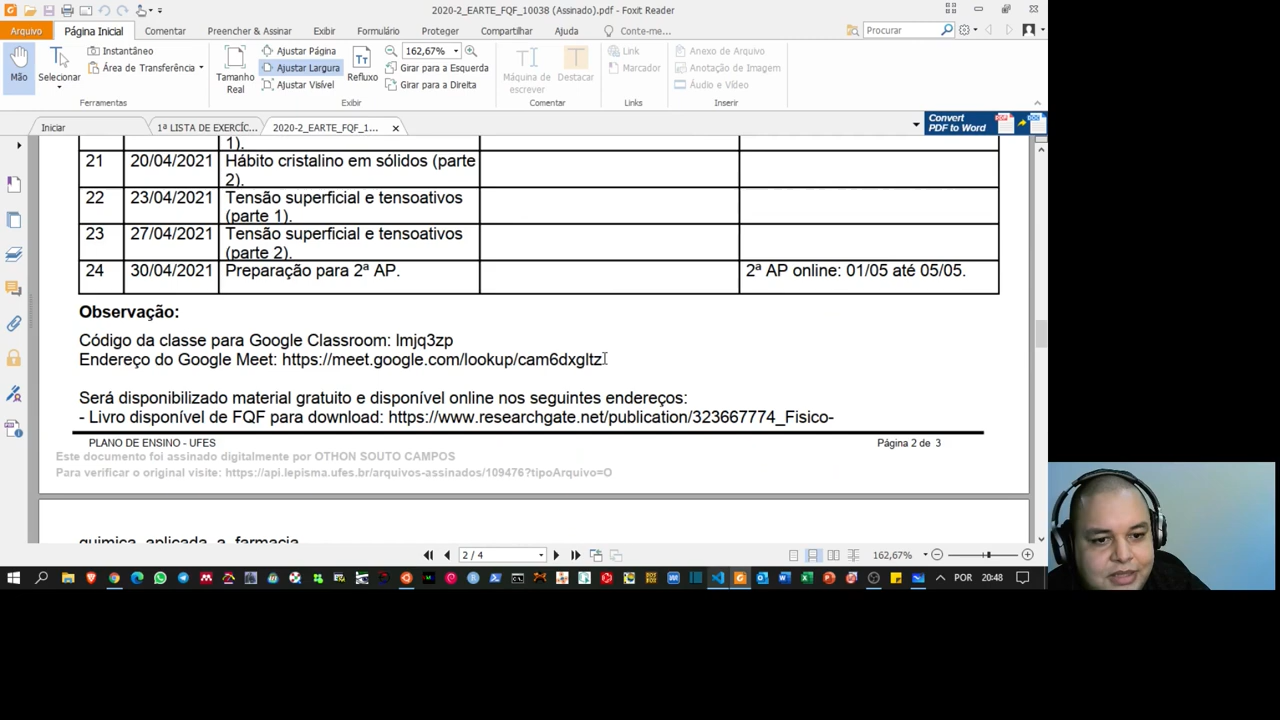 2020-2_EARTE_FQF_10038 (Assinado).pdf - Foxit Reader
Arquivo Página Inicial Comentar Preencher & Assinar Exibir Formulário Proteger Compartilhar Ajuda Conte-me... Procurar
Mão
Selecionar
Instantâneo
Área de Transferência
Ferramentas
Tamanho Real
Ajustar Página
Ajustar Largura
Ajustar Visível
Refluxo
162,67%
Girar para a Esquerda
Girar para a Direita
Exibir
Máquina de escrever
Destacar
Comentar
Link
Marcador
Links
Anexo de Arquivo
Anotação de Imagem
Áudio e Vídeo
Inserir
Iniciar 1ª LISTA DE EXERCÍC... 2020-2_EARTE_FQF_1...
Convert
PDF to Word
1).
21 20/04/2021 Hábito cristalino em sólidos (parte
2).
22 23/04/2021 Tensão superficial e tensoativos
(parte 1).
23 27/04/2021 Tensão superficial e tensoativos
(parte 2).
24 30/04/2021 Preparação para 2ª AP. 2ª AP online: 01/05 até 05/05.
Observação:
Código da classe para Google Classroom: lmjq3zp
Endereço do Google Meet: https://meet.google.com/lookup/cam6dxgltz
Será disponibilizado material gratuito e disponível online nos seguintes endereços:
- Livro disponível de FQF para download: https://www.researchgate.net/publication/323667774_Fisico-
PLANO DE ENSINO - UFES Página 2 de 3
Este documento foi assinado digitalmente por OTHON SOUTO CAMPOS
Para verificar o original visite: https://api.lepisma.ufes.br/arquivos-assinados/109476?tipoArquivo=O
quimica_aplicada_a_farmacia
2 / 4 162,67%
POR 20:48